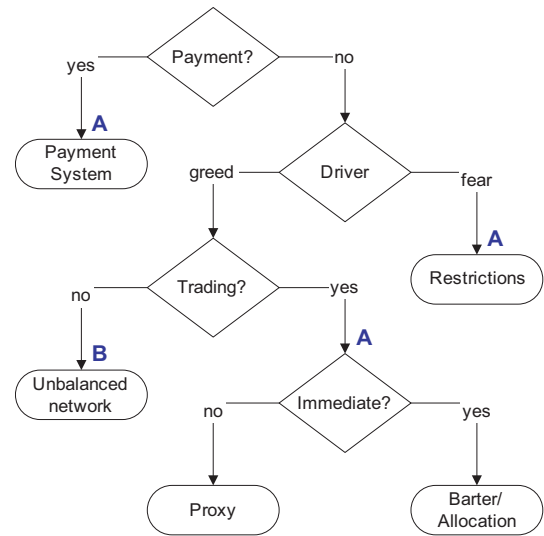 Payment?
yes
no
A
Payment
System
Driver
greed
fear
A
Restrictions
Trading?
no
yes
B
A
Unbalanced
network
Immediate?
no
yes
Proxy
Barter/
Allocation